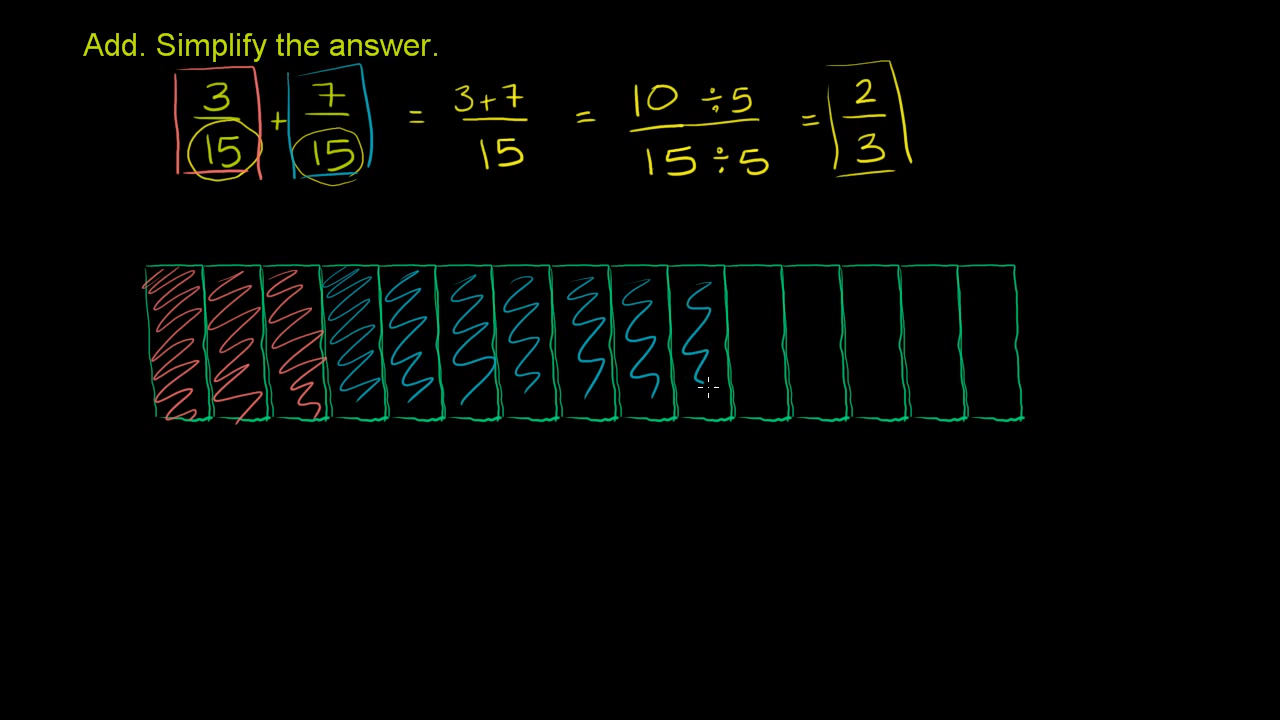 Add. Simplify the answer.
3/15 + 7/15 = 3+7/15 = 10 ÷5/15 ÷5 = 2/3